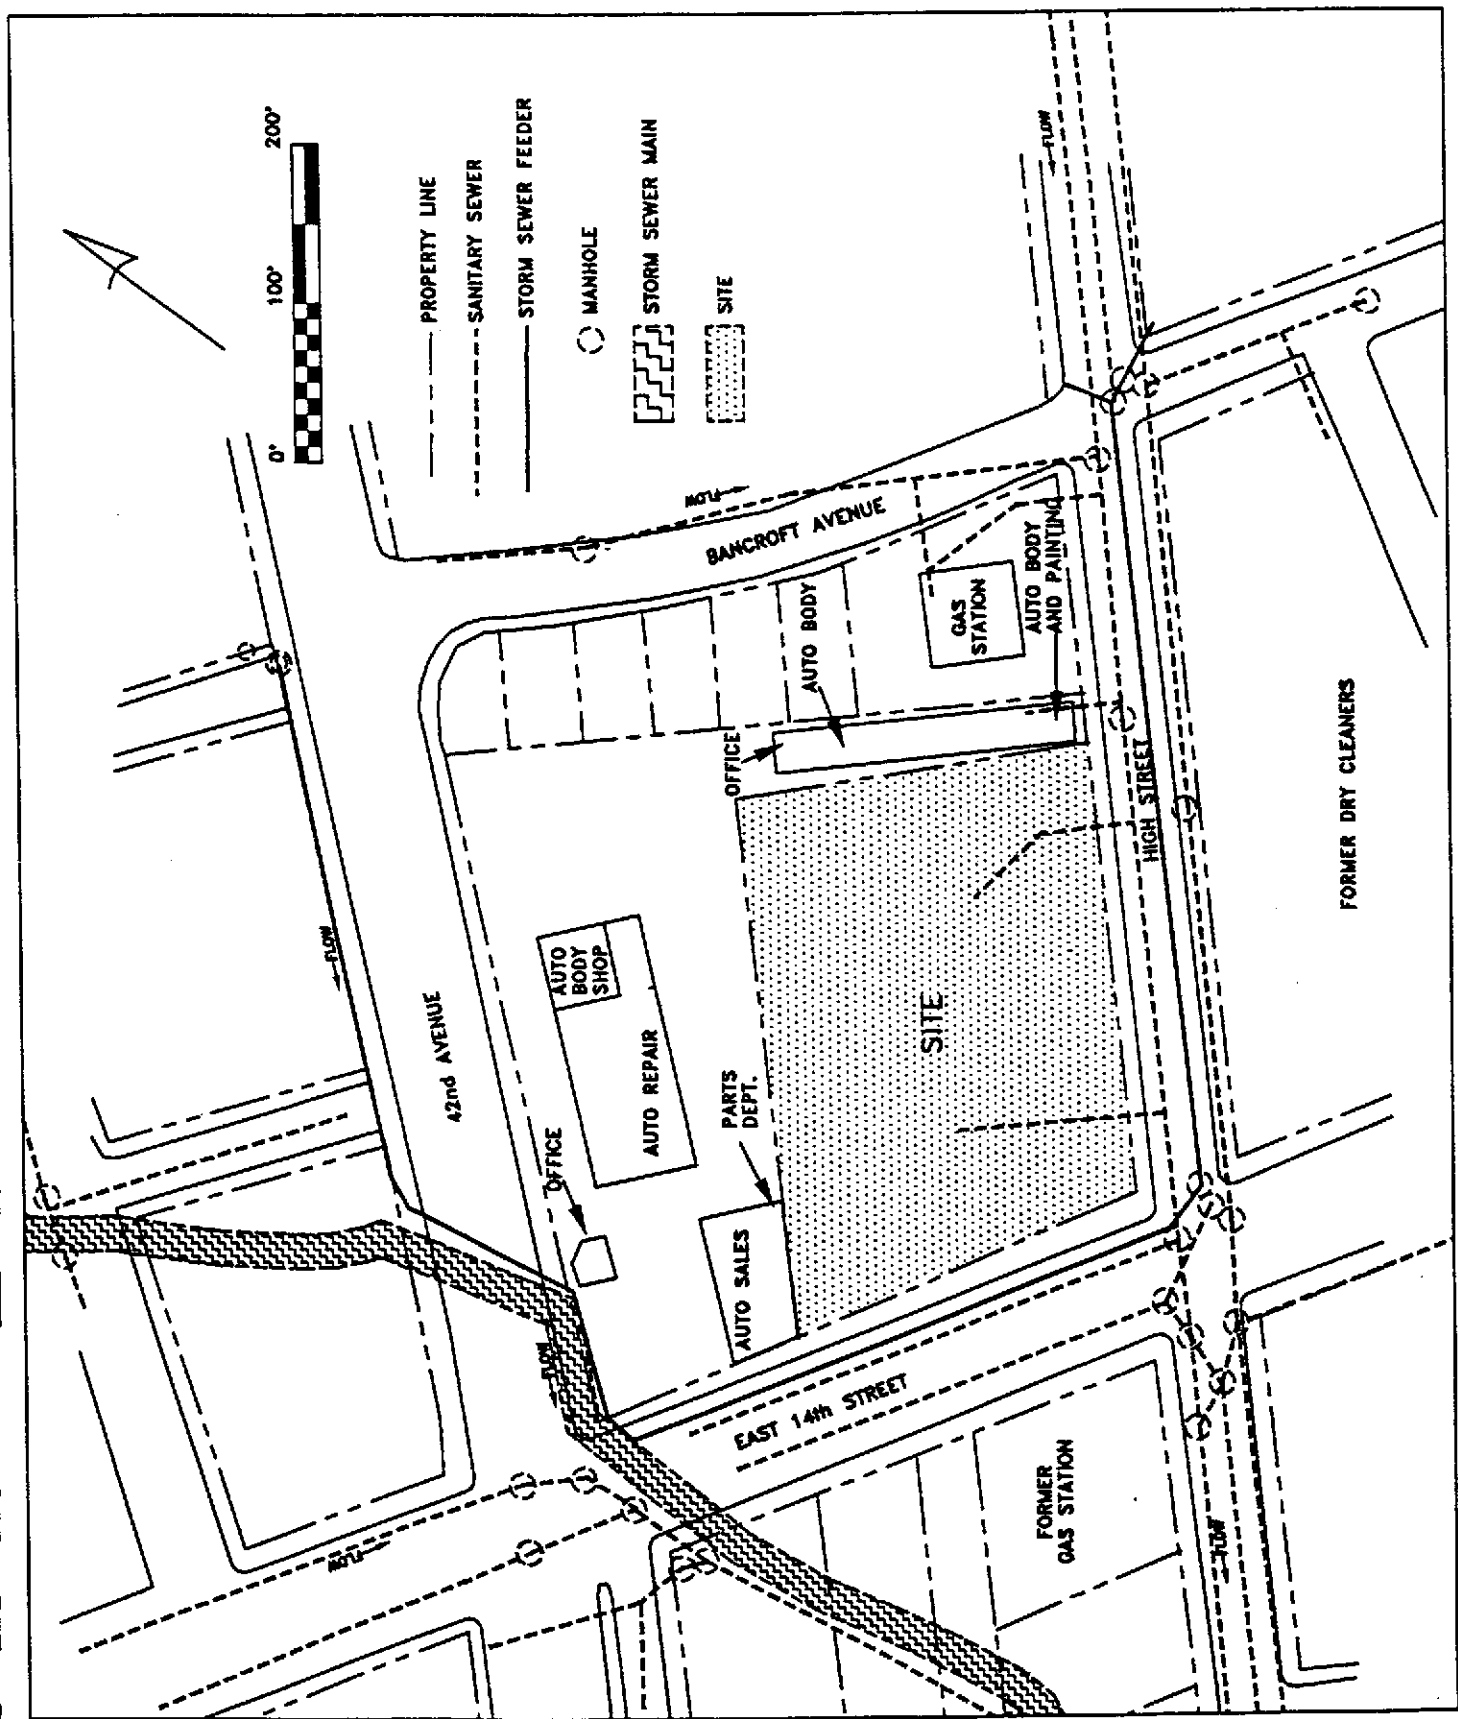 0'
100'
200'
PROPERTY LINE
SANITARY SEWER
STORM SEWER FEEDER
MANHOLE
STORM SEWER MAIN
SITE
FLOW
42nd AVENUE
FLOW
BANCROFT AVENUE
FLOW
OFFICE
AUTO
BODY
SHOP
AUTO REPAIR
PARTS
DEPT.
AUTO SALES
OFFICE
AUTO BODY
GAS
STATION
AUTO BODY
AND PAINTING
SITE
HIGH STREET
FORMER DRY CLEANERS
FLOW
FLOW
EAST 14th STREET
FORMER
GAS STATION
FLOW